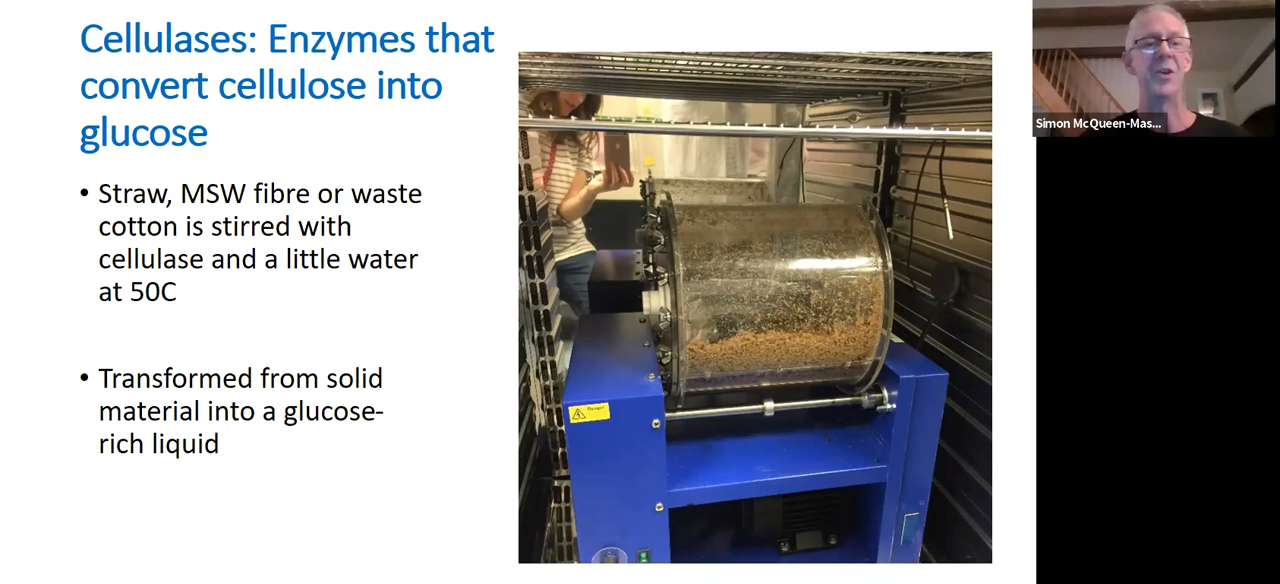 Cellulases: Enzymes that
convert cellulose into
glucose
• Straw, MSW fibre or waste
cotton is stirred with
cellulase and a little water
at 50C
• Transformed from solid
material into a glucose-
rich liquid
Danger
Simon McQueen-Mas...